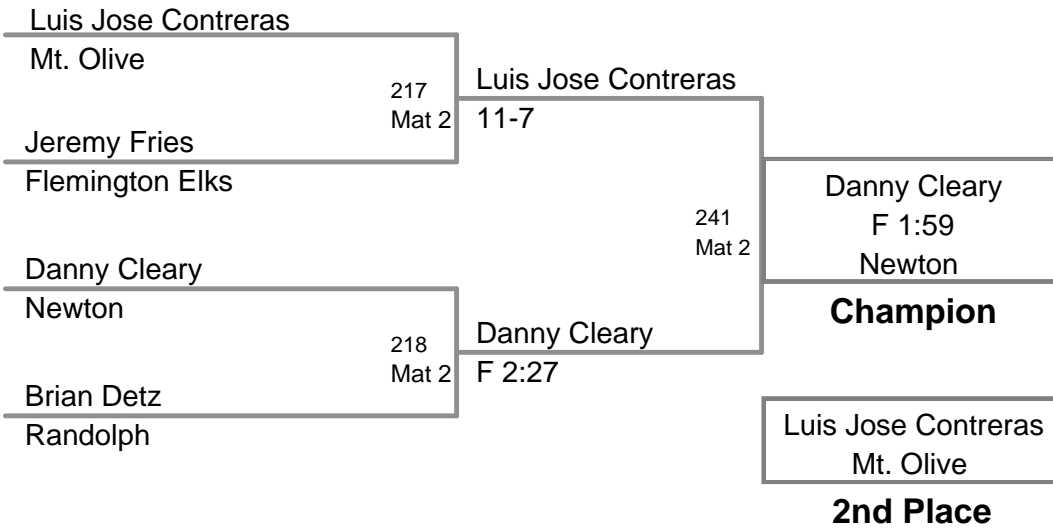 Luis Jose Contreras
Mt. Olive
217
Mat 2
Luis Jose Contreras
11-7
Jeremy Fries
Flemington Elks
Danny Cleary
F 1:59
Newton
Champion
241
Mat 2
Danny Cleary
Newton
218
Mat 2
Danny Cleary
F 2:27
Brian Detz
Randolph
Luis Jose Contreras
Mt. Olive
2nd Place